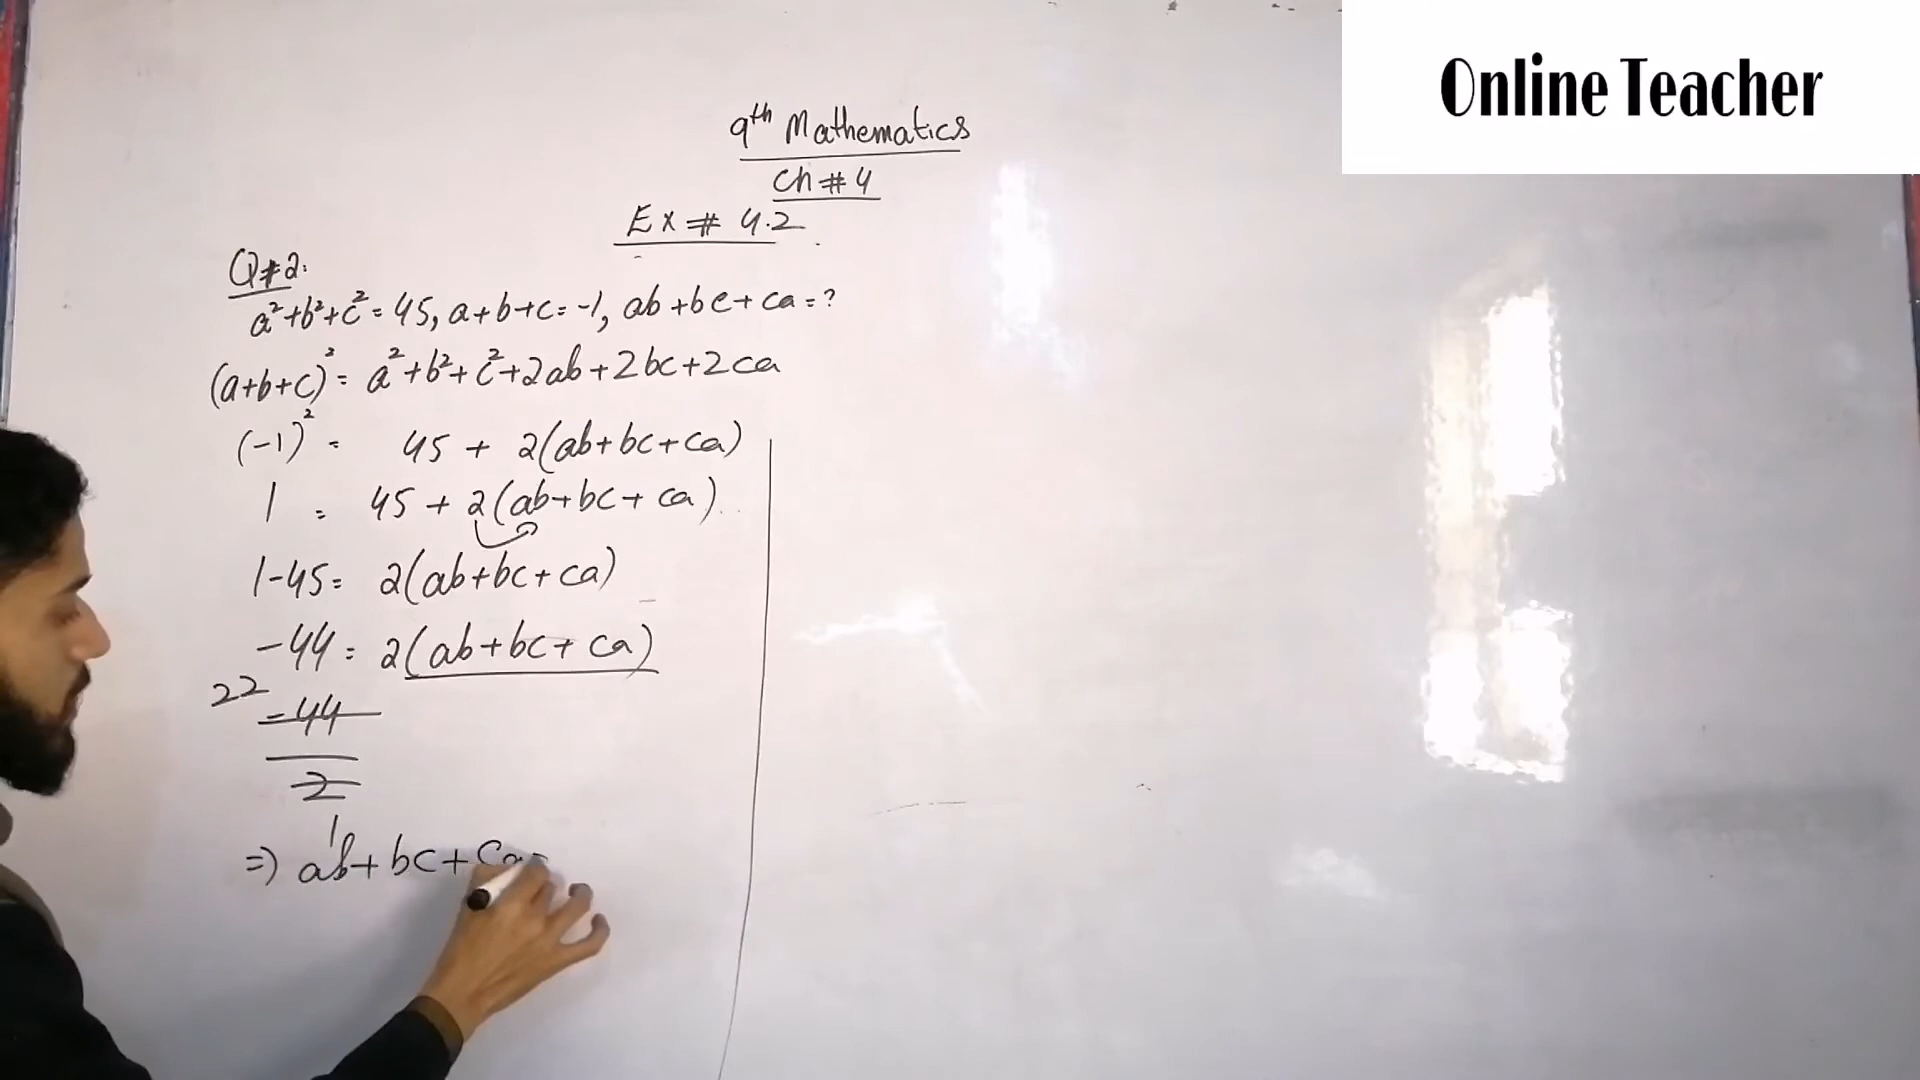 Online Teacher
9th Mathematics
Ch # 4
Ex # 4.2
Q#2:
a²+b²+c² = 45, a+b+c = -1, ab+bc+ca = ?
(a+b+c)² = a²+b²+c²+2ab+2bc+2ca
(-1)² = 45 + 2(ab+bc+ca)
1 = 45 + 2(ab+bc+ca)
1-45 = 2(ab+bc+ca)
-44 = 2(ab+bc+ca)
22
-44
2
1
⇒ ab+bc+ca=